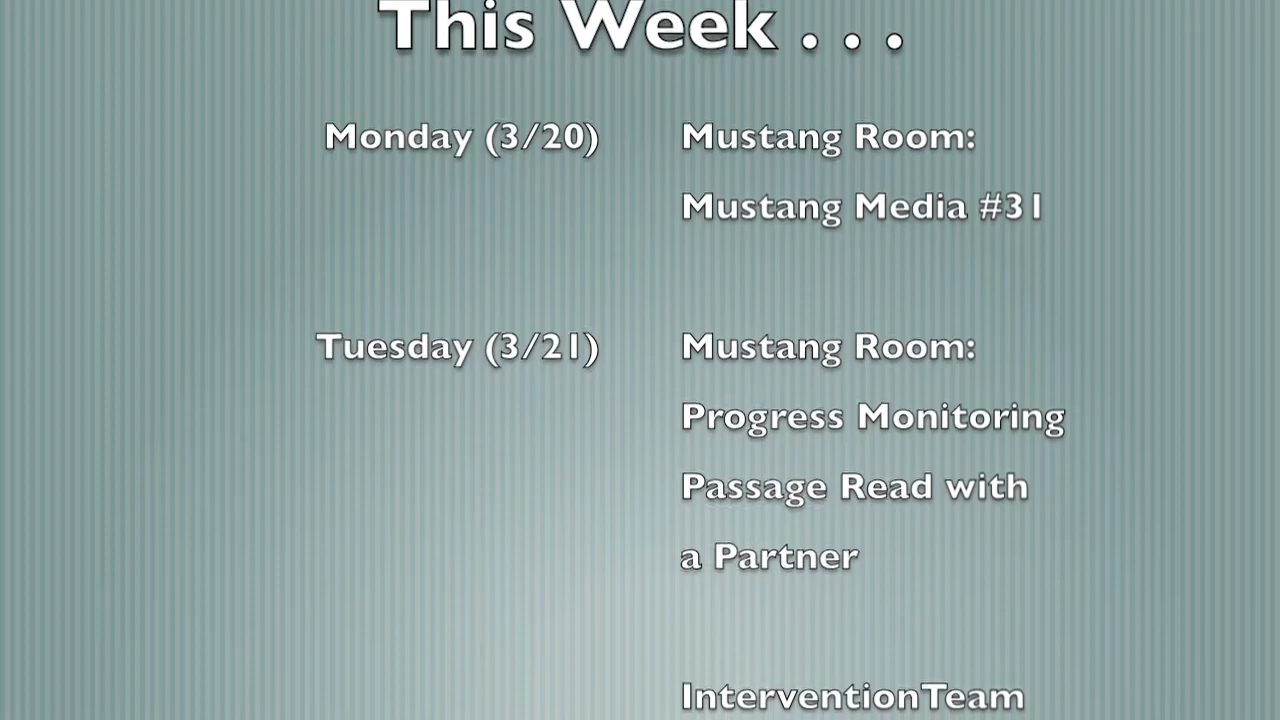 This Week . . .
Monday (3/20) Mustang Room:
Mustang Media #31
Tuesday (3/21) Mustang Room:
Progress Monitoring
Passage Read with
a Partner
InterventionTeam